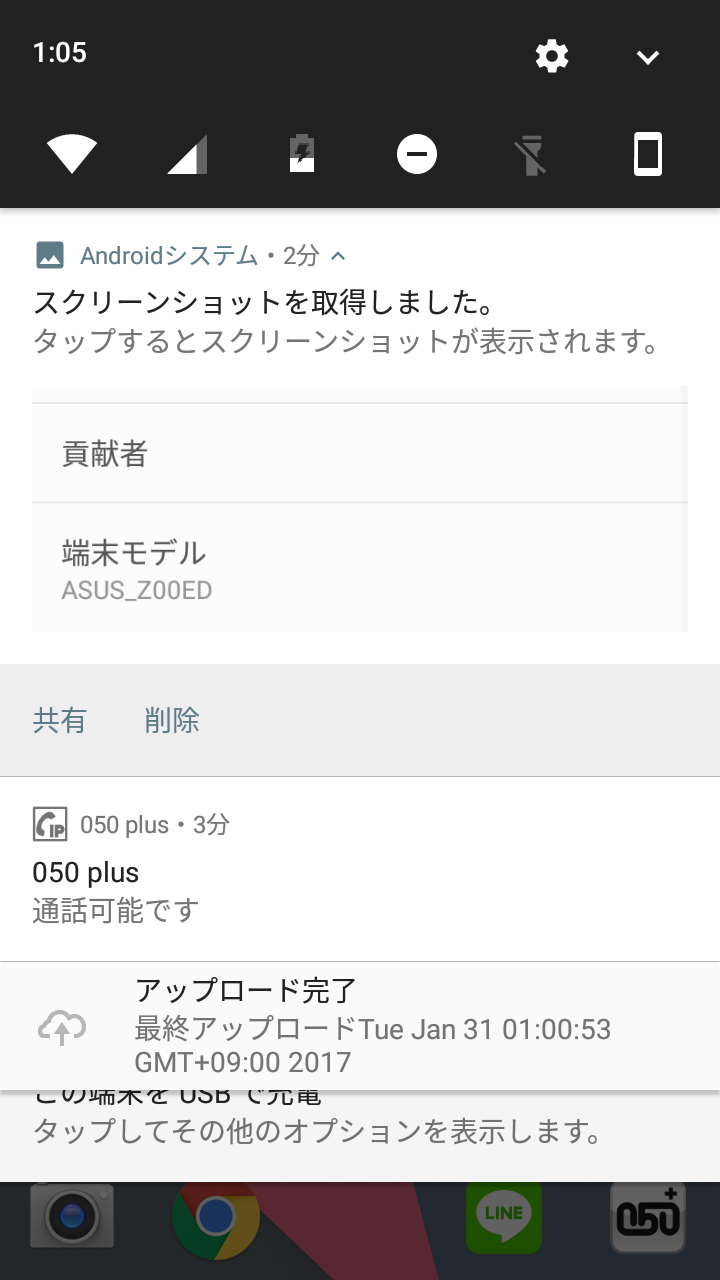 1:05
Androidシステム・2分
スクリーンショットを取得しました。
タップするとスクリーンショットが表示されます。
貢献者
端末モデル
ASUS_Z00ED
共有 削除
050 plus・3分
050 plus
通話可能です
アップロード完了
最終アップロードTue Jan 31 01:00:53
GMT+09:00 2017
この端末を USB で充電
タップしてその他のオプションを表示します。
LINE
050